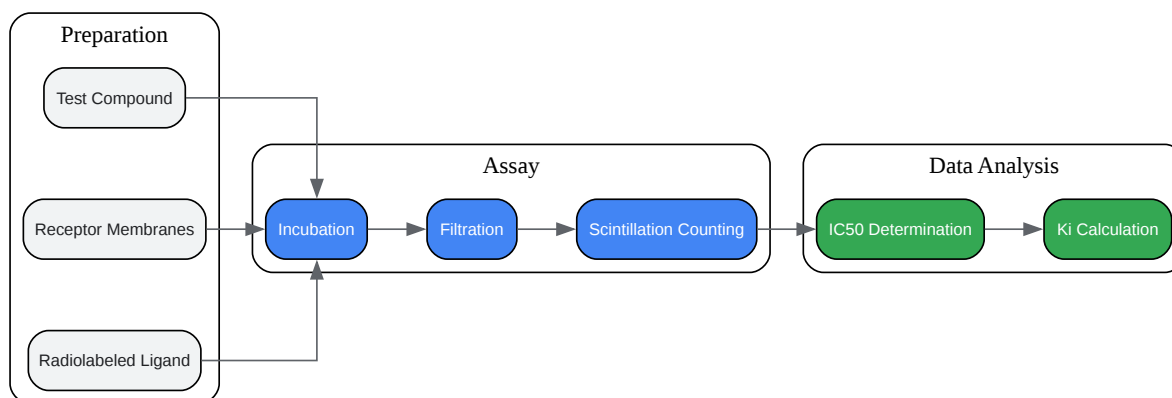 Preparation
Test Compound
Receptor Membranes
Radiolabeled Ligand
Assay
Incubation
Filtration
Scintillation Counting
Data Analysis
IC50 Determination
Ki Calculation